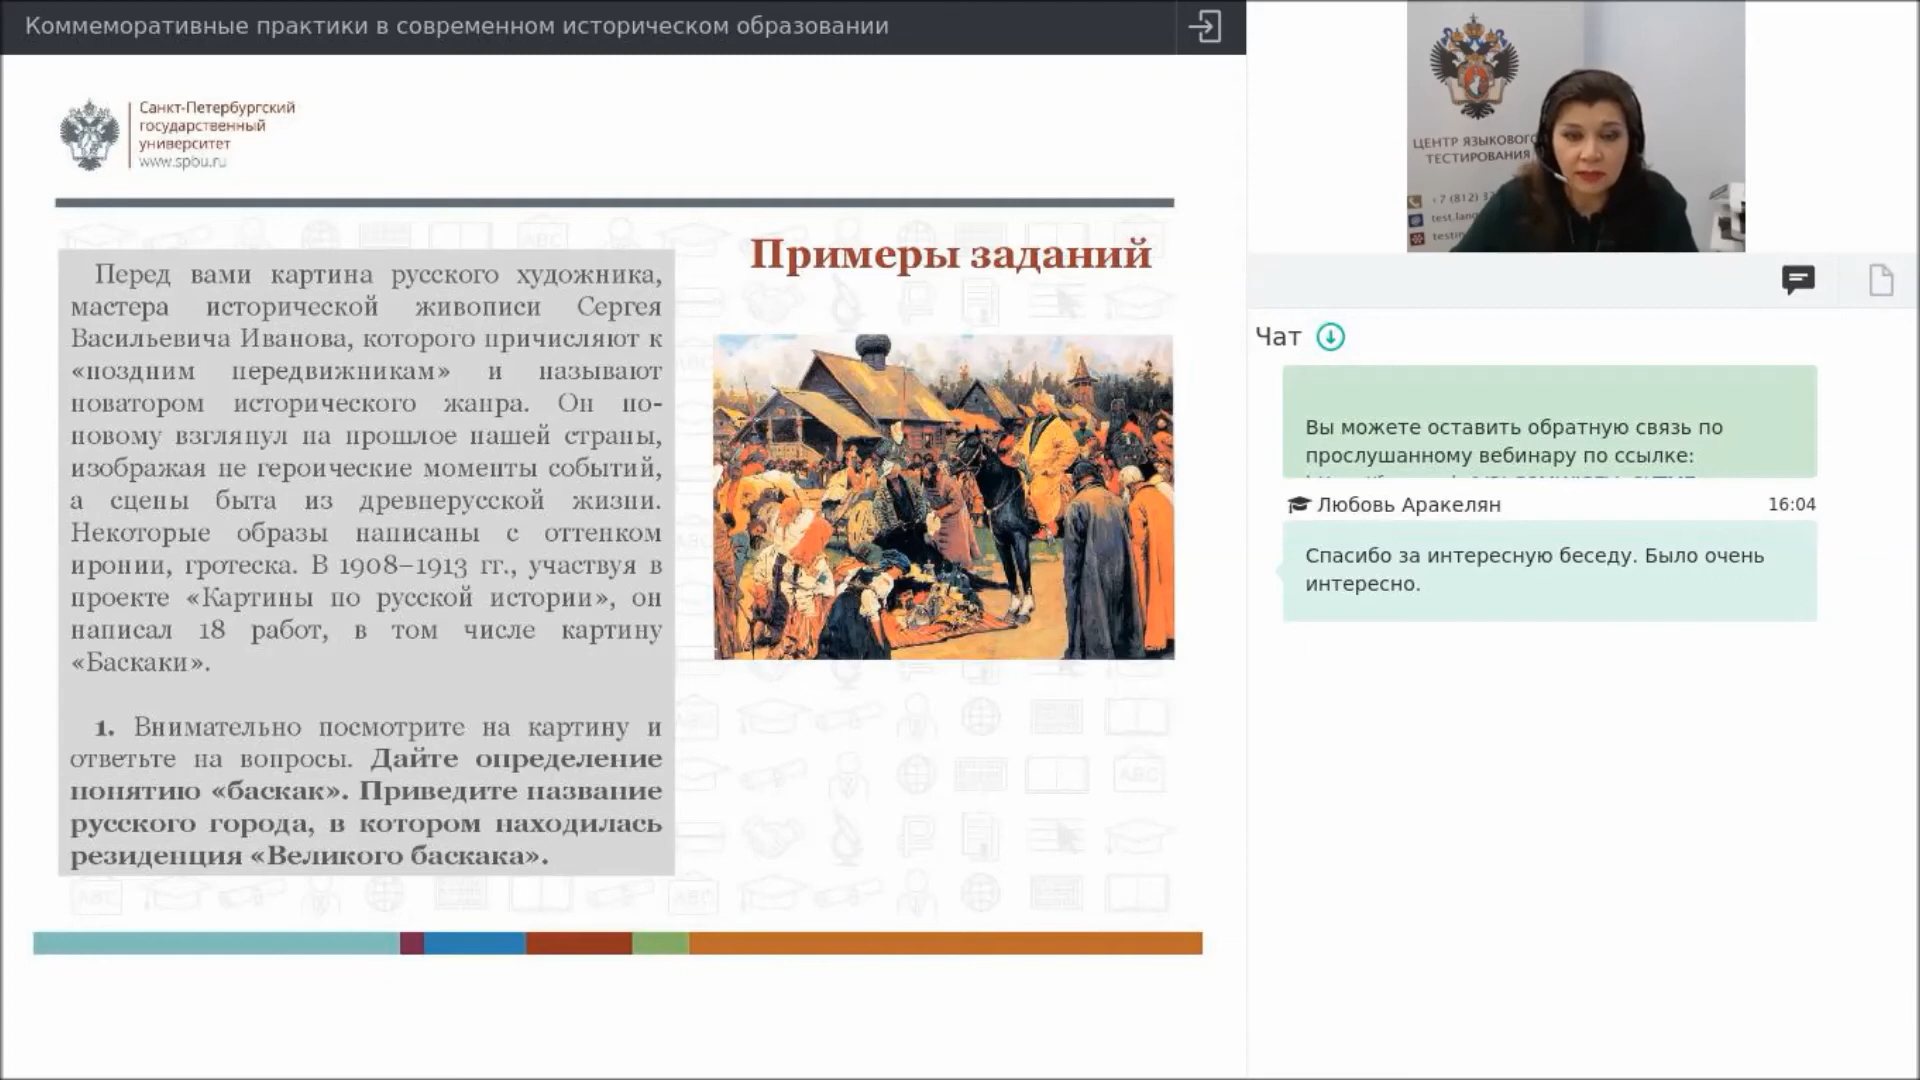 Коммеморативные практики в современном историческом образовании
Санкт-Петербургский
государственный
университет
www.spbu.ru
Примеры заданий
Перед вами картина русского художника,
мастера исторической живописи Сергея
Васильевича Иванова, которого причисляют к
«поздним передвижникам» и называют
новатором исторического жанра. Он по-
новому взглянул на прошлое нашей страны,
изображая не героические моменты событий,
а сцены быта из древнерусской жизни.
Некоторые образы написаны с оттенком
иронии, гротеска. В 1908–1913 гг., участвуя в
проекте «Картины по русской истории», он
написал 18 работ, в том числе картину
«Баскаки».
1. Внимательно посмотрите на картину и
ответьте на вопросы. Дайте определение
понятию «баскак». Приведите название
русского города, в котором находилась
резиденция «Великого баскака».
ЦЕНТР ЯЗЫКОВОГО
ТЕСТИРОВАНИЯ
+7 (812)
Чат
Вы можете оставить обратную связь по
прослушанному вебинару по ссылке:
Любовь Аракелян 16:04
Спасибо за интересную беседу. Было очень
интересно.